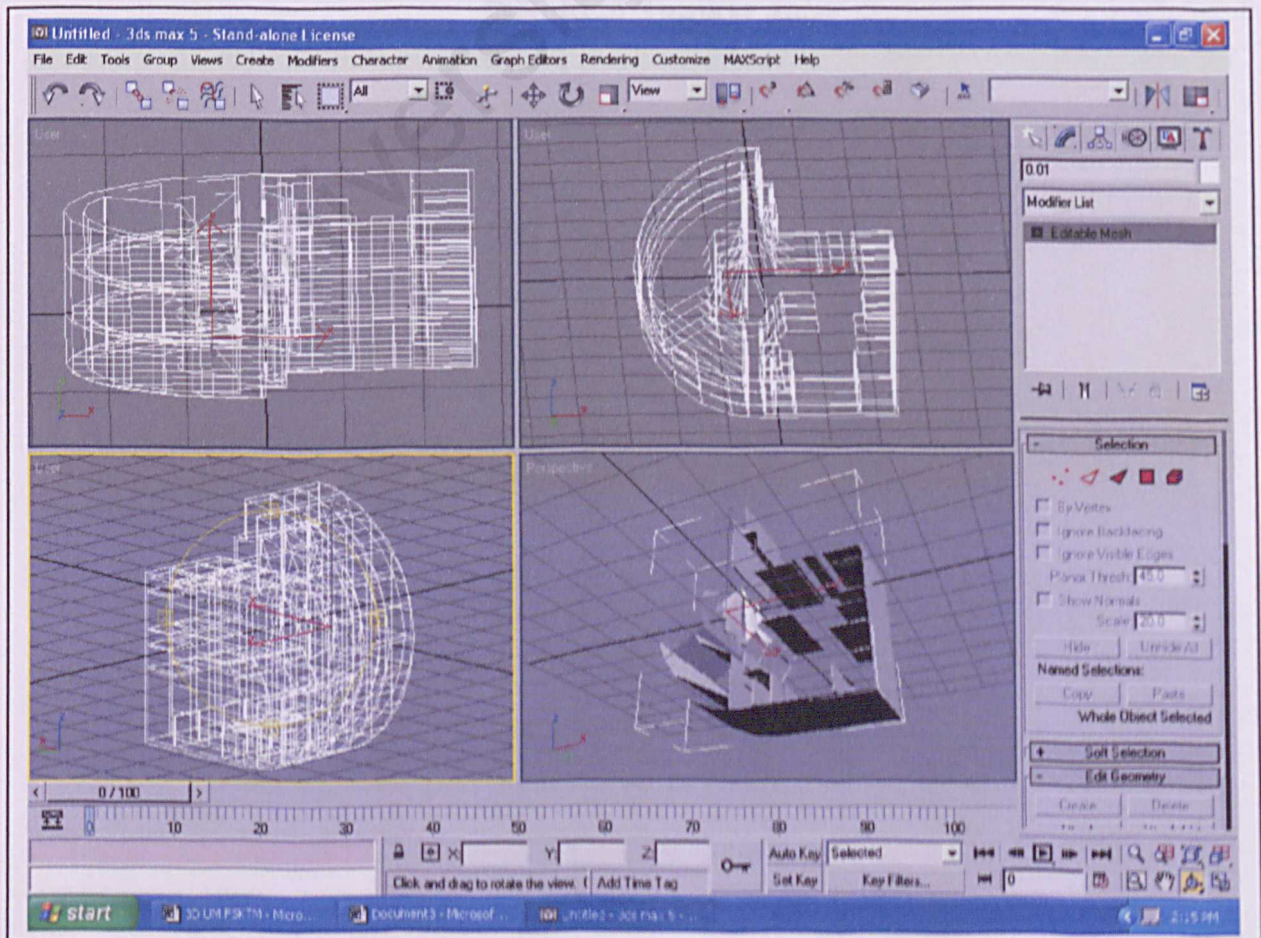 Untitled - 3ds max 5 - Stand-alone License
File Edit Tools Group Views Create Modifiers Character Animation Graph Editors Rendering Customize MAXScript Help
All
View
User
User
0.01
Modifier List
Editable Mesh
User
Perspective
Selection
By Vertex
Ignore Backfacing
Ignore Visible Edges
Planar Thresh: 45.0
Show Normals
Scale: 20.0
Hide Unhide All
Named Selections:
Copy Paste
Whole Object Selected
Soft Selection
Edit Geometry
Create Delete
0 / 100
0 10 20 30 40 50 60 70 80 90 100
X: Y: Z:
Auto Key Selected
Click and drag to rotate the view. ( Add Time Tag
Set Key Key Filters...
0
start
3D UM FSKTM - Micro...
Document3 - Microsof...
Untitled - 3ds max 5 - ...
2:15 PM